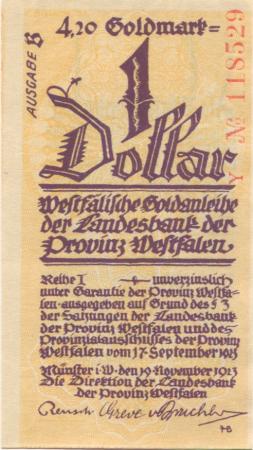 AUSGABE B
4,20 Goldmark =
1
Dollar
Y № 118529
Westfälische Goldanleihe
der Landesbank der
Provinz Westfalen
Reihe I unverzinslich
unter Garantie der Provinz Westfa-
len-ausgegeben auf Grund des § 3
der Satzungen der Landesbank
der Provinz Westfalen und des
Provinzialausschusses der Provinz
Westfalen vom 17. September 1923
Münster i·W· den 19·November 1923
Die Direktion der Landesbank
der Provinz Westfalen